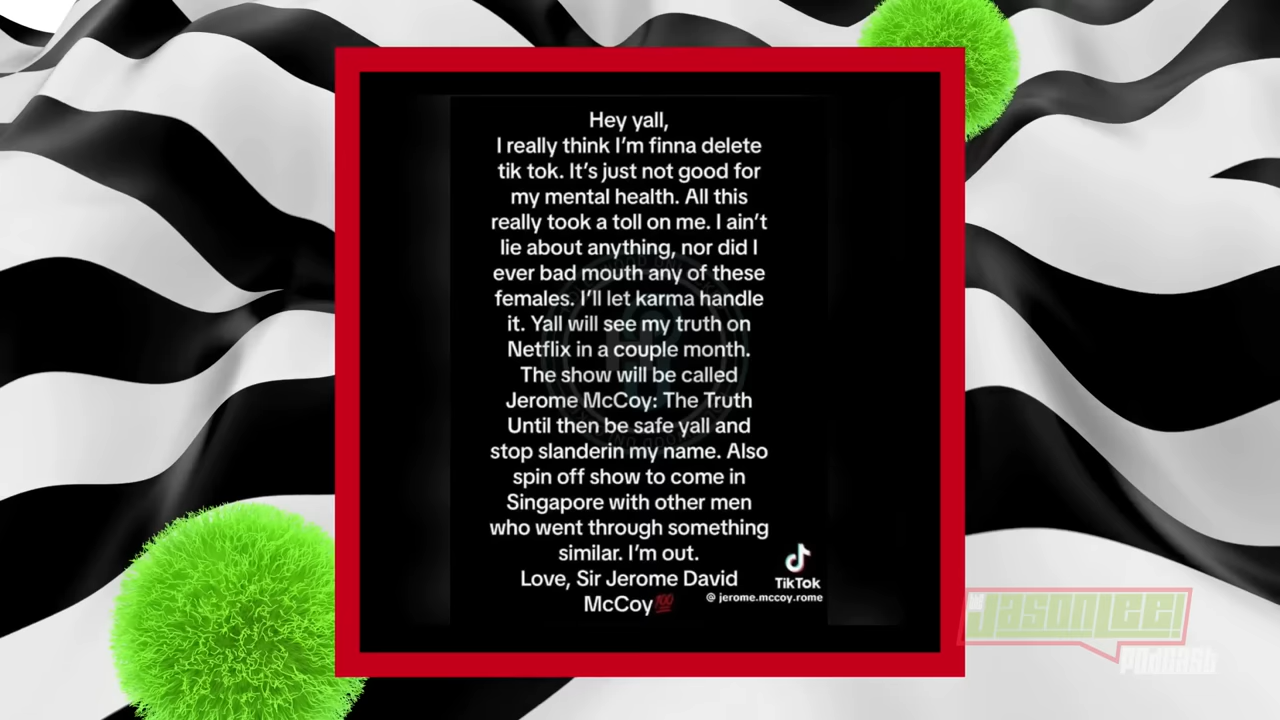 Hey yall,
I really think I'm finna delete
tik tok. It's just not good for
my mental health. All this
really took a toll on me. I ain't
lie about anything, nor did I
ever bad mouth any of these
females. I'll let karma handle
it. Yall will see my truth on
Netflix in a couple month.
The show will be called
Jerome McCoy: The Truth
Until then be safe yall and
stop slanderin my name. Also
spin off show to come in
Singapore with other men
who went through something
similar. I'm out.
Love, Sir Jerome David
McCoy💯
TikTok
@ jerome.mccoy.rome
JasonLee!
Podcast